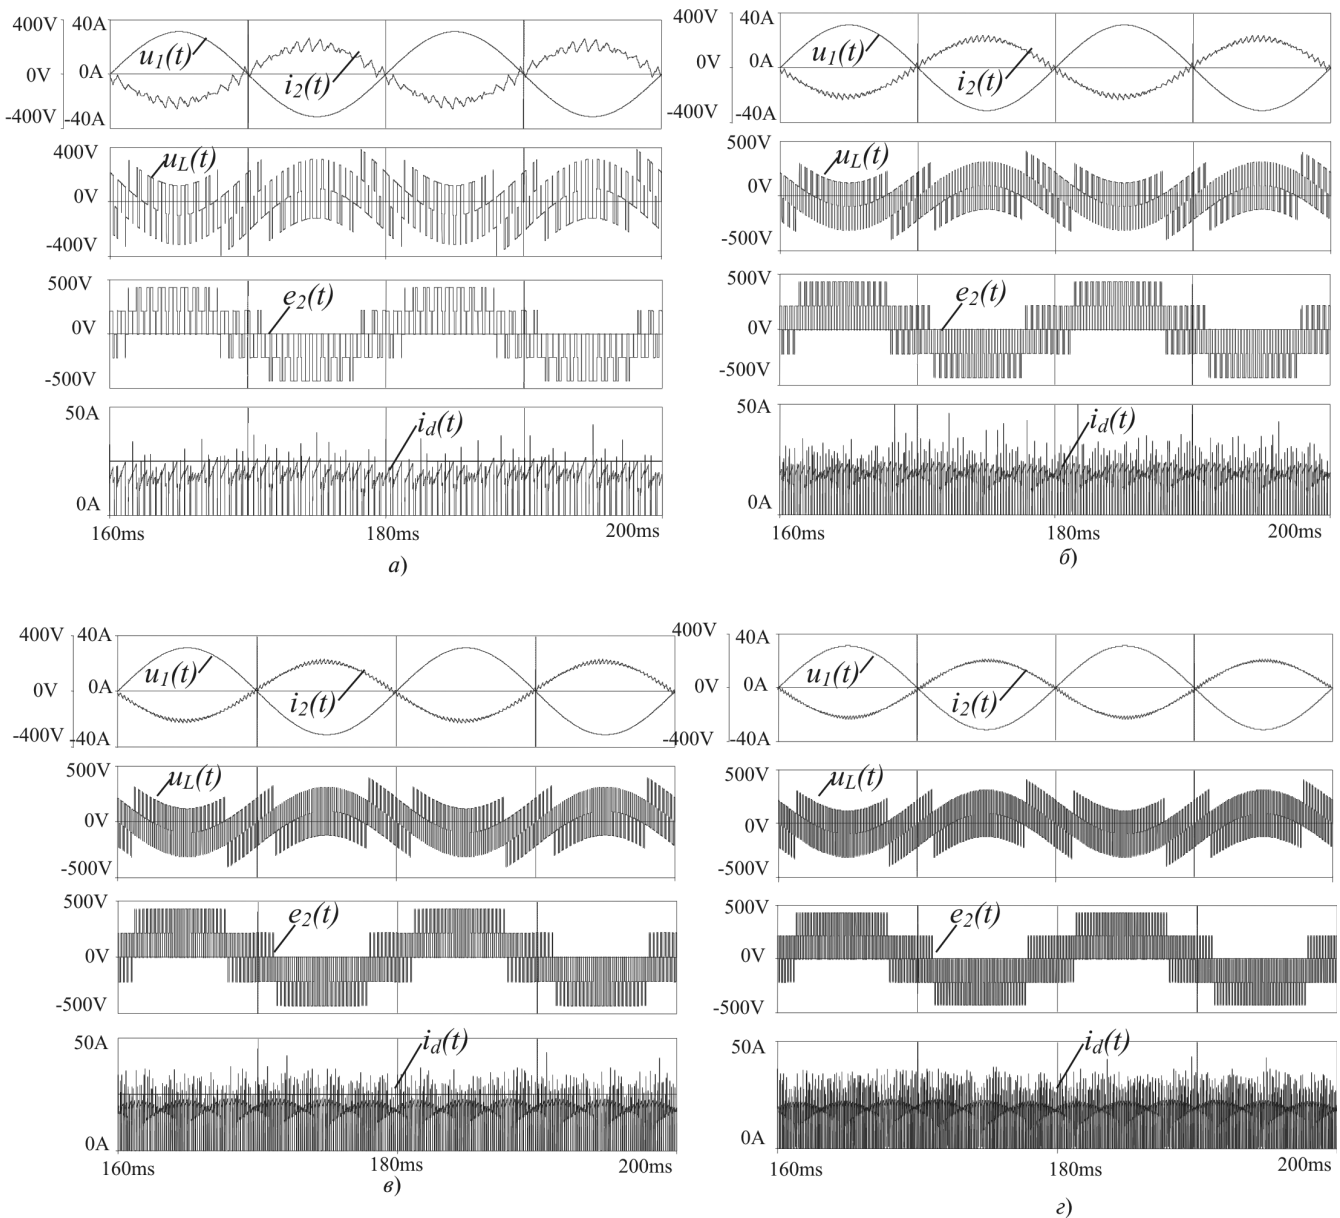 400V 40A
u1(t)
0V 0A
i2(t)
-400V -40A
400V
uL(t)
0V
-400V
500V
e2(t)
0V
-500V
50A
id(t)
0A
160ms 180ms 200ms
а)
400V 40A
u1(t)
0V 0A
i2(t)
-400V -40A
500V
uL(t)
0V
-500V
500V
e2(t)
0V
-500V
50A
id(t)
0A
160ms 180ms 200ms
б)
400V 40A
u1(t)
0V 0A
i2(t)
-400V -40A
500V
uL(t)
0V
-500V
500V
e2(t)
0V
-500V
50A
id(t)
0A
160ms 180ms 200ms
в)
400V 40A
u1(t)
0V 0A
i2(t)
-400V -40A
500V
uL(t)
0V
-500V
500V
e2(t)
0V
-500V
50A
id(t)
0A
160ms 180ms 200ms
г)